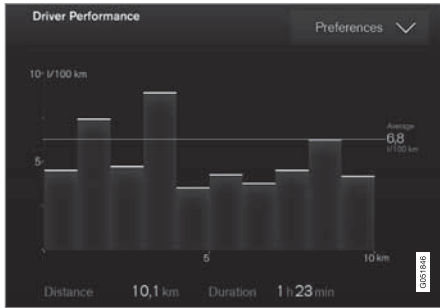 Driver Performance
Preferences
10 l/100 km
Average
6,8
l/100 km
5
5
10 km
Distance 10,1 km Duration 1 h 23 min
G051846